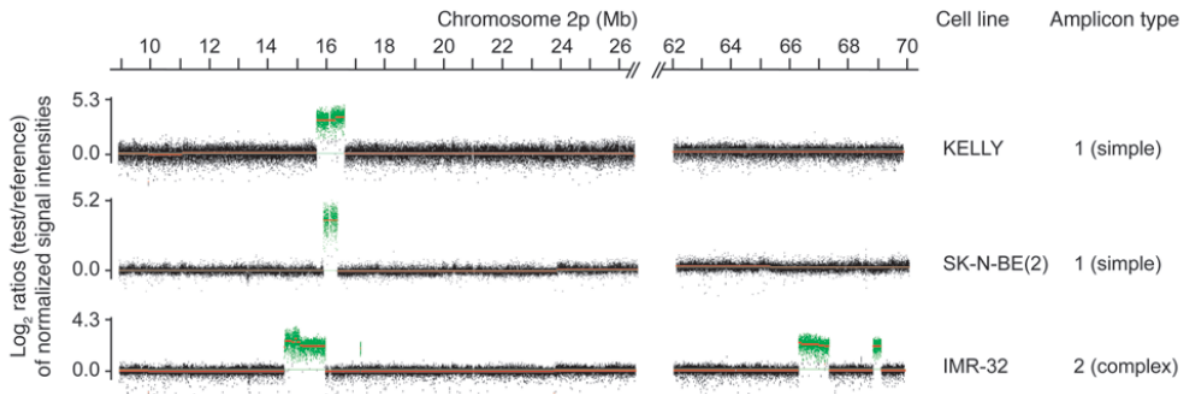 Chromosome 2p (Mb) Cell line Amplicon type
10 12 14 16 18 20 22 24 26 62 64 66 68 70
Log2 ratios (test/reference)
of normalized signal intensities
5.3
0.0 KELLY 1 (simple)
5.2
0.0 SK-N-BE(2) 1 (simple)
4.3
0.0 IMR-32 2 (complex)